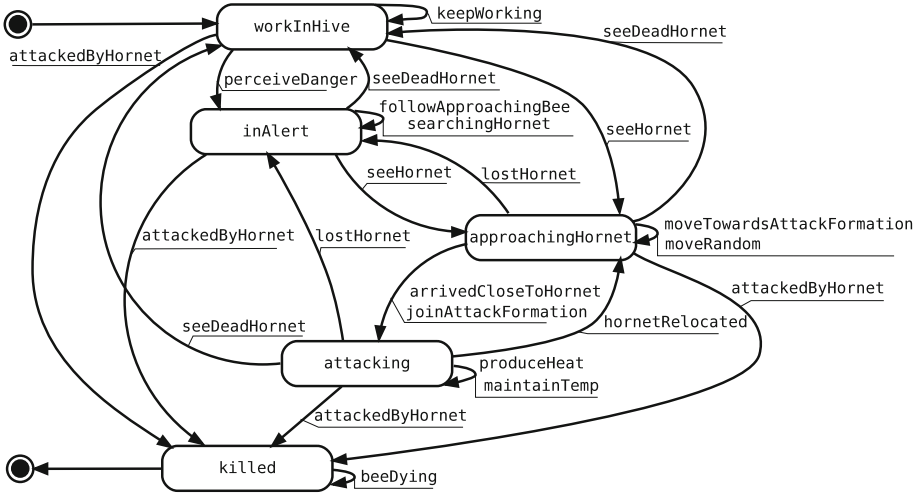 workInHive
keepWorking
seeDeadHornet
attackedByHornet
perceiveDanger
seeDeadHornet
followApproachingBee
searchingHornet
inAlert
seeHornet
seeHornet
lostHornet
attackedByHornet
lostHornet
approachingHornet
moveTowardsAttackFormation
moveRandom
arrivedCloseToHornet
joinAttackFormation
attackedByHornet
seeDeadHornet
hornetRelocated
attacking
produceHeat
maintainTemp
attackedByHornet
killed
beeDying